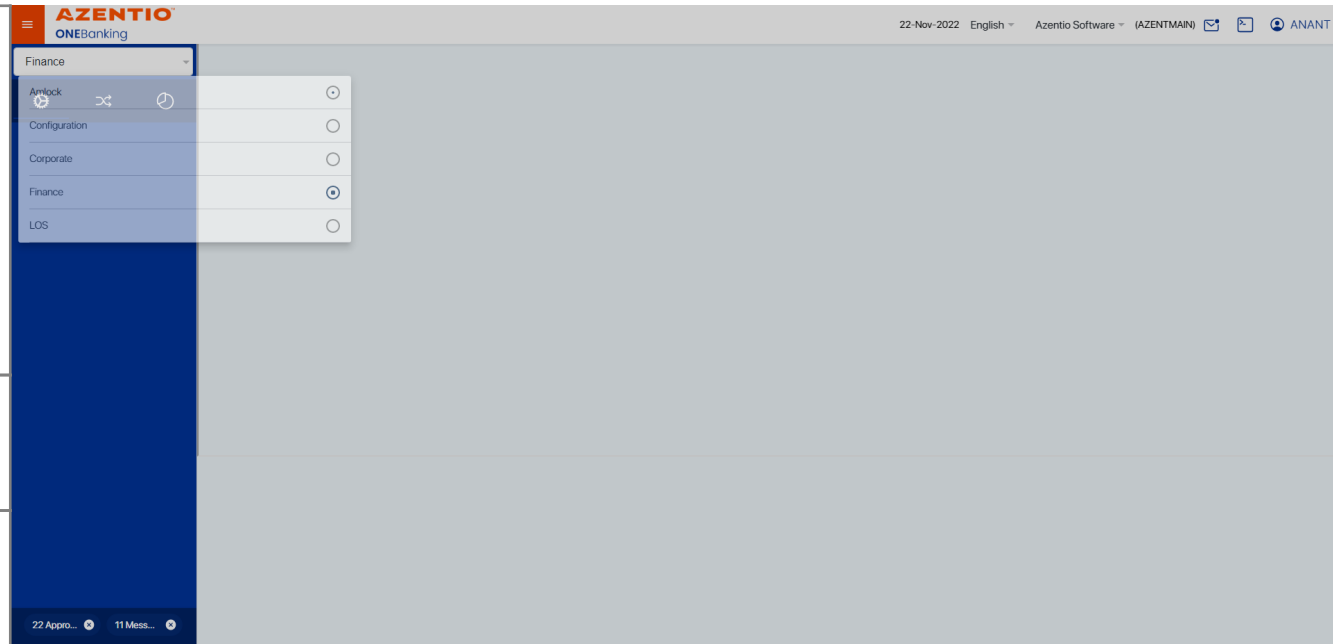 AZENTIO™
ONEBanking
22-Nov-2022 English Azentio Software (AZENTMAIN) ANANT
Finance
Amlock
Configuration
Corporate
Finance
LOS
22 Appro... 11 Mess...